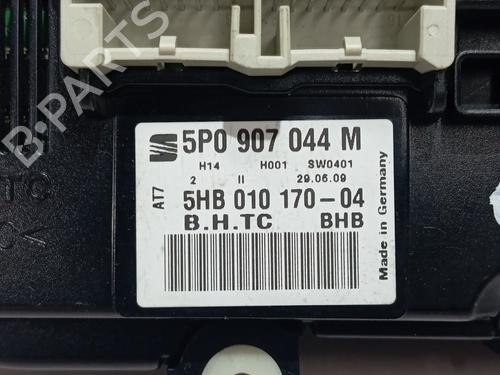 B-PARTS
5P0 907 044 M
H14 H001 SW0401
2 II 29.06.09
AT7
5HB 010 170-04
B.H.TC BHB
Made in Germany
TC